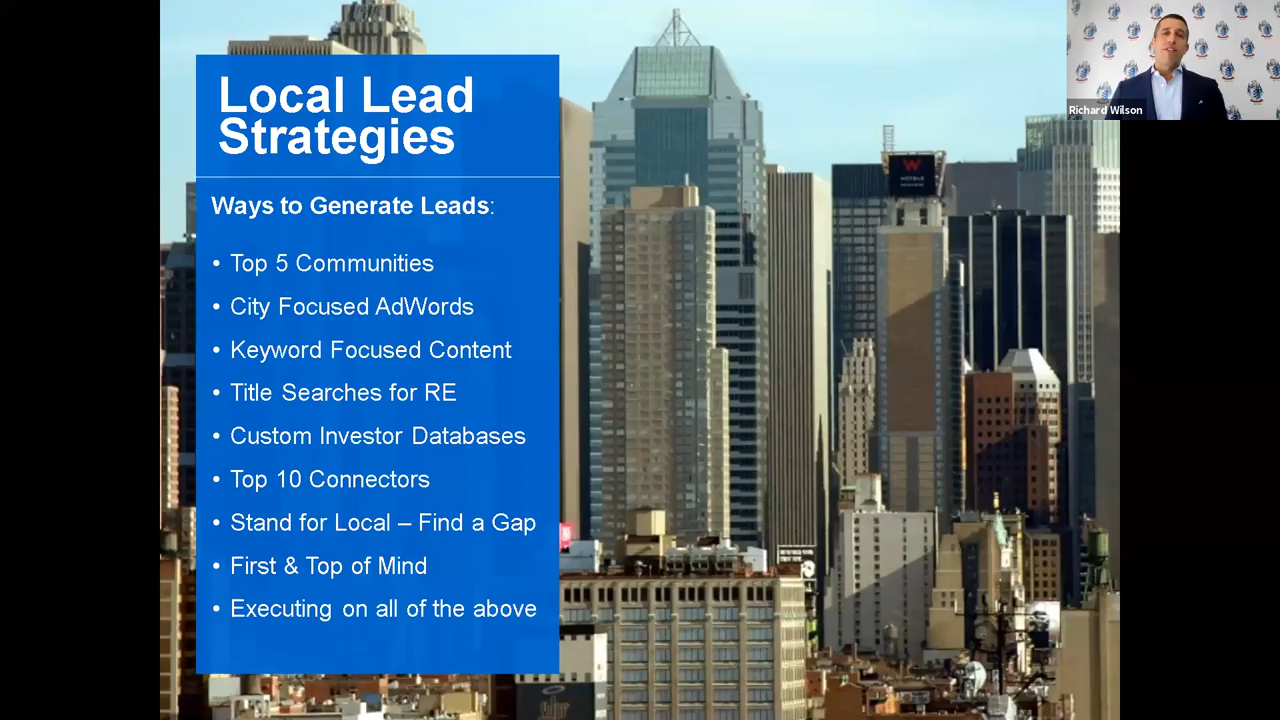 Local Lead
Strategies
Ways to Generate Leads:
• Top 5 Communities
• City Focused AdWords
• Keyword Focused Content
• Title Searches for RE
• Custom Investor Databases
• Top 10 Connectors
• Stand for Local – Find a Gap
• First & Top of Mind
• Executing on all of the above
Richard Wilson
W
HOTELS